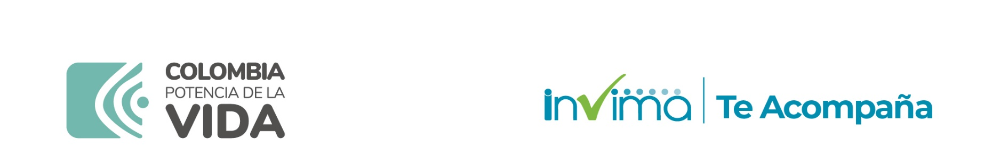 COLOMBIA
POTENCIA DE LA
VIDA
invima | Te Acompaña